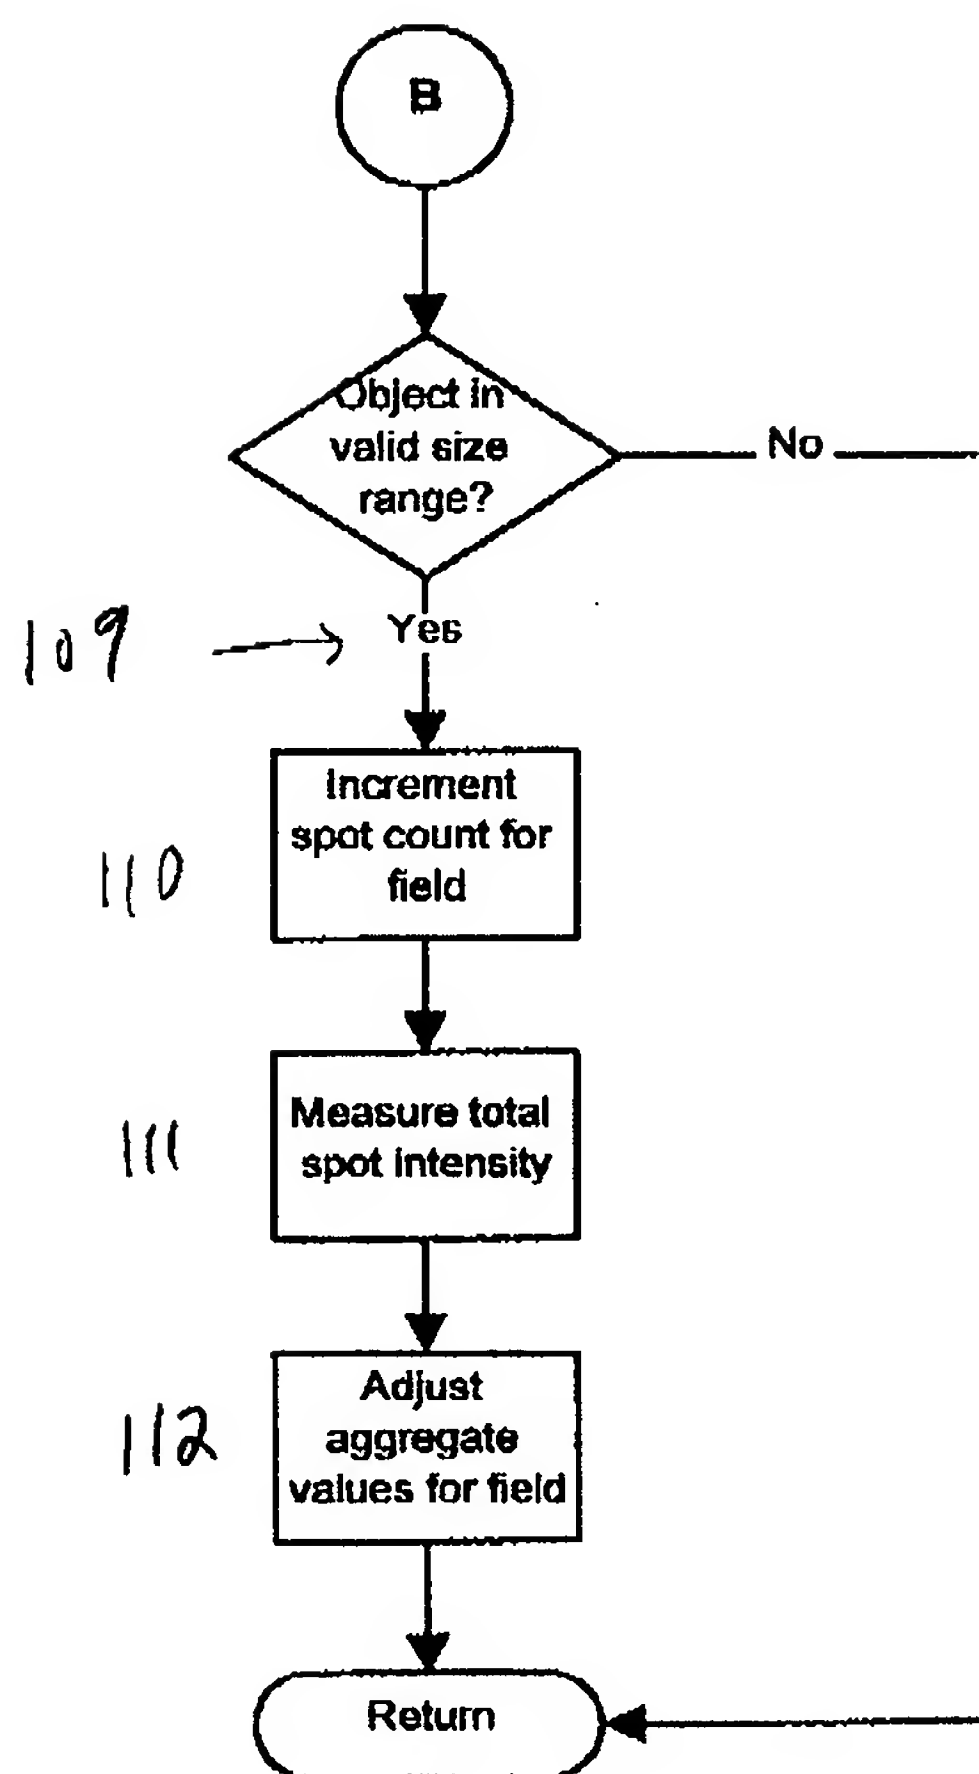 B
Object in
valid size
range?
No
109
Yes
Increment
spot count for
field
110
Measure total
spot intensity
111
Adjust
aggregate
values for field
112
Return